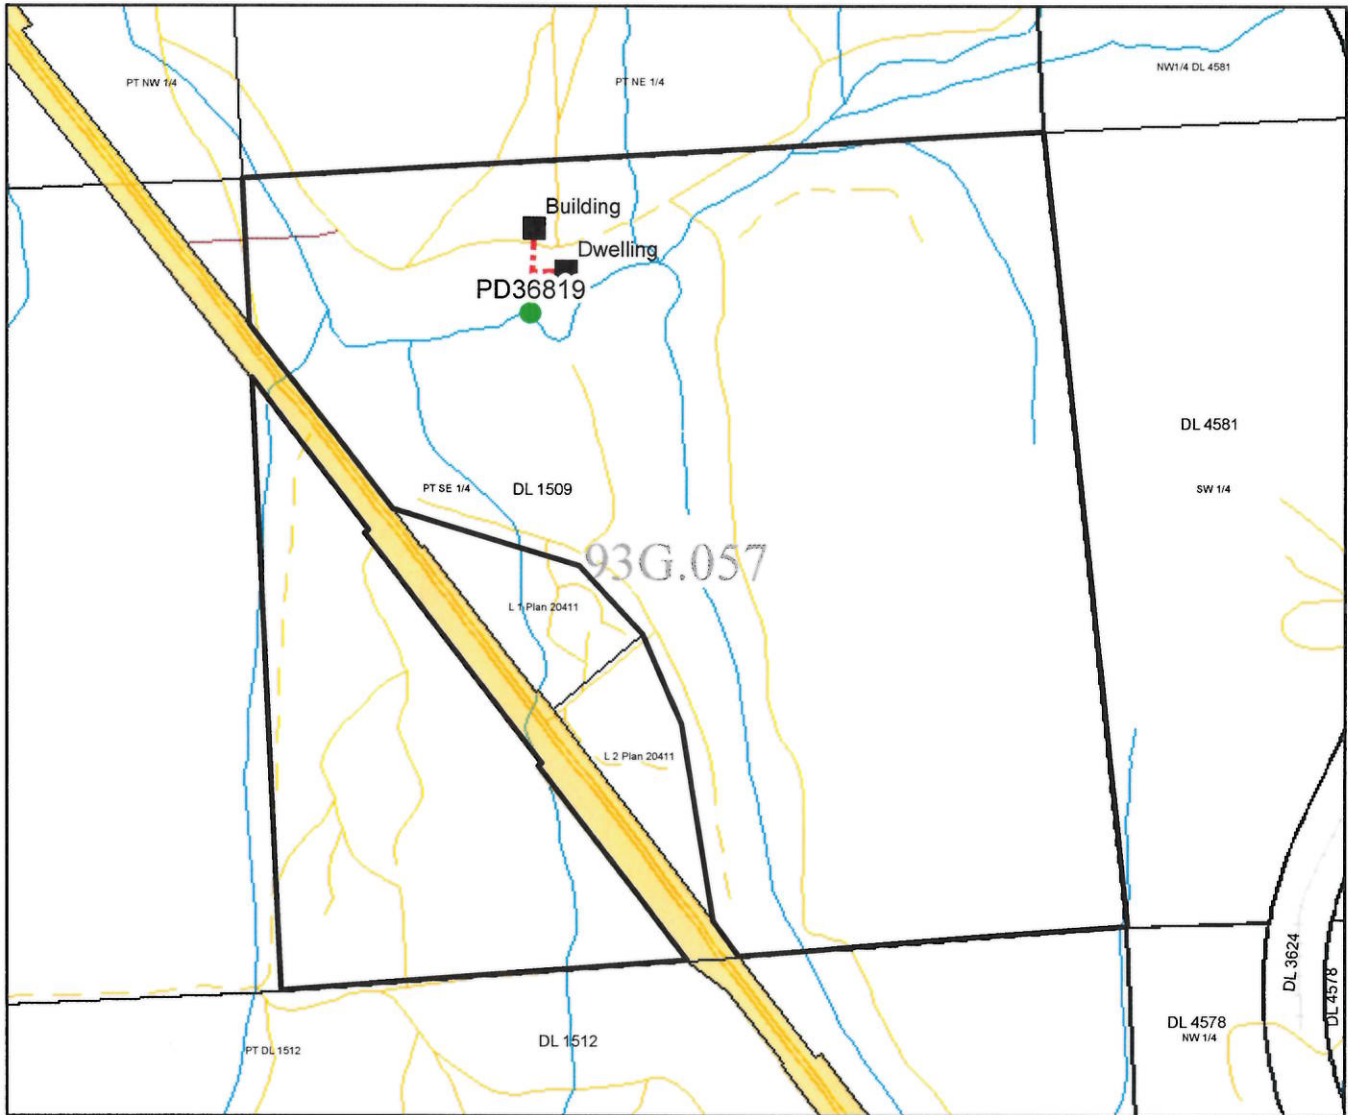 PT NW 1/4
PT NE 1/4
NW1/4 DL 4581
Building
Dwelling
PD36819
DL 4581
PT SE 1/4
DL 1509
SW 1/4
93G.057
L 1 Plan 20411
L 2 Plan 20411
DL 3624
DL 4578
DL 4578
NW 1/4
DL 1512
PT DL 1512